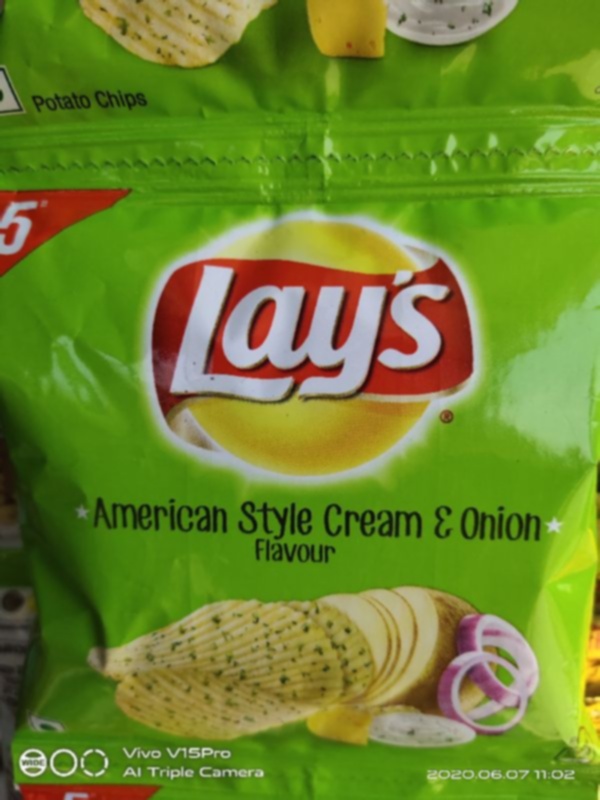 Potato Chips
5
Lay's
®
American Style Cream & Onion
Flavour
Vivo V15Pro
AI Triple Camera
2020.06.07 11:02
5